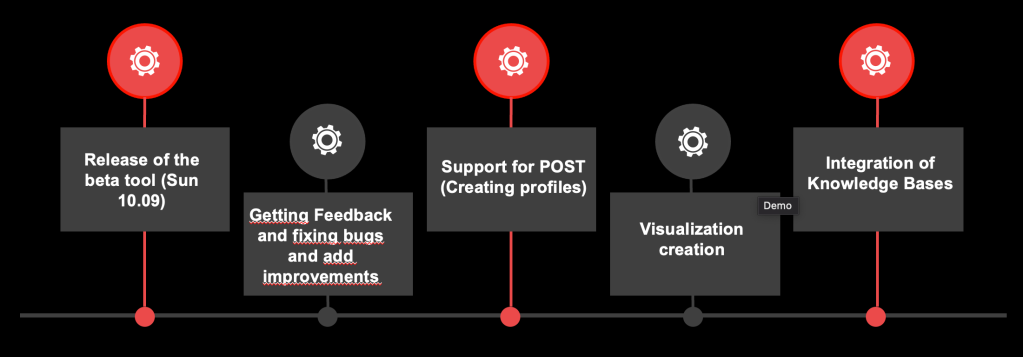 Release of the
beta tool (Sun
10.09)
Getting Feedback
and fixing bugs
and add
improvements
Support for POST
(Creating profiles)
Visualization
creation
Demo
Integration of
Knowledge Bases